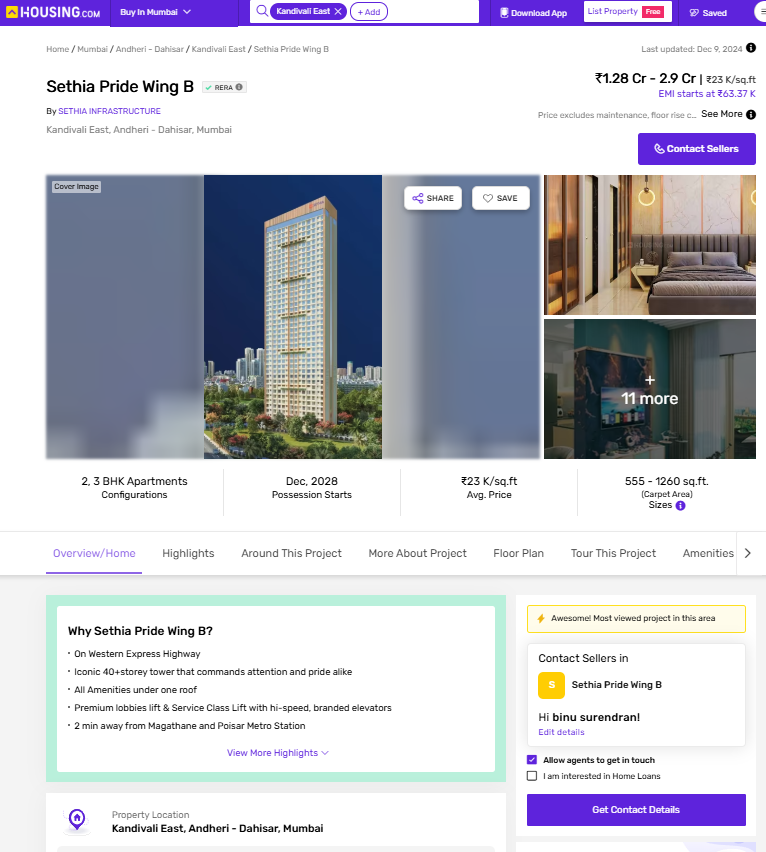 HOUSING.COM
Buy In Mumbai
Kandivali East
+ Add
Download App
List Property Free
Saved
Home / Mumbai / Andheri - Dahisar / Kandivali East / Sethia Pride Wing B
Last updated: Dec 9, 2024
Sethia Pride Wing B
RERA
₹1.28 Cr - 2.9 Cr | ₹23 K/sq.ft
EMI starts at ₹63.37 K
By SETHIA INFRASTRUCTURE
Price excludes maintenance, floor rise c... See More
Kandivali East, Andheri - Dahisar, Mumbai
Contact Sellers
Cover Image
SHARE
SAVE
+
11 more
2, 3 BHK Apartments
Configurations
Dec, 2028
Possession Starts
₹23 K/sq.ft
Avg. Price
555 - 1260 sq.ft.
(Carpet Area)
Sizes
Overview/Home
Highlights
Around This Project
More About Project
Floor Plan
Tour This Project
Amenities
Why Sethia Pride Wing B?
· On Western Express Highway
· Iconic 40+storey tower that commands attention and pride alike
· All Amenities under one roof
· Premium lobbies lift & Service Class Lift with hi-speed, branded elevators
· 2 min away from Magathane and Poisar Metro Station
View More Highlights
Property Location
Kandivali East, Andheri - Dahisar, Mumbai
Awesome! Most viewed project in this area
Contact Sellers in
S
Sethia Pride Wing B
Hi binu surendran!
Edit details
Allow agents to get in touch
I am interested in Home Loans
Get Contact Details